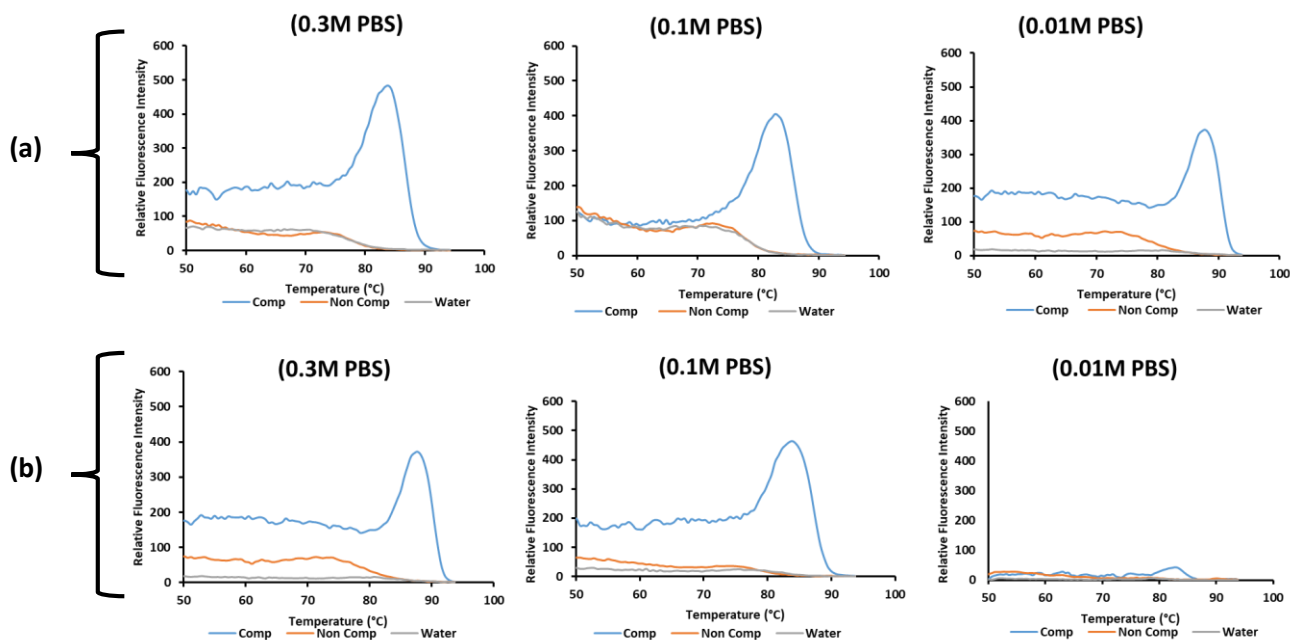 (a)
(0.3M PBS)
Relative Fluorescence Intensity
600
500
400
300
200
100
0
50 60 70 80 90 100
Temperature (°C)
Comp Non Comp Water
(0.1M PBS)
Relative Fluorescence Intensity
600
500
400
300
200
100
0
50 60 70 80 90 100
Temperature (°C)
Comp Non Comp Water
(0.01M PBS)
Relative Fluorescence Intensity
600
500
400
300
200
100
0
50 60 70 80 90 100
Temperature (°C)
Comp Non Comp Water
(b)
(0.3M PBS)
Relative Fluorescence Intensity
600
500
400
300
200
100
0
50 60 70 80 90 100
Temperature (°C)
Comp Non Comp Water
(0.1M PBS)
Relative Fluorescence Intensity
600
500
400
300
200
100
0
50 60 70 80 90 100
Temperature (°C)
Comp Non Comp Water
(0.01M PBS)
Relative Fluorescence Intensity
600
500
400
300
200
100
0
50 60 70 80 90 100
Temperature (°C)
Comp Non Comp Water